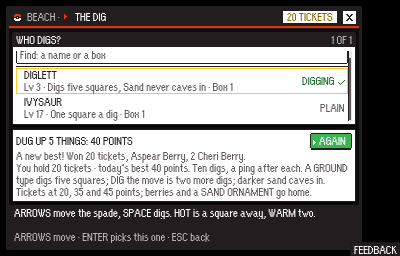 BEACH · THE DIG
20 TICKETS X
WHO DIGS? 1 OF 1
Find: a name or a box
DIGLETT
Lv 3 · Digs five squares, Sand never caves in · Box 1
DIGGING ✓
IVYSAUR
Lv 17 · One square a dig · Box 1
PLAIN
DUG UP 5 THINGS: 40 POINTS
AGAIN
A new best! Won 20 tickets, Aspear Berry, 2 Cheri Berry.
You hold 20 tickets · today's best 40 points. Ten digs, a ping after each. A GROUND
type digs five squares; DIG the move is two more digs; darker sand caves in.
Tickets at 20, 35 and 45 points; berries and a SAND ORNAMENT go home.
ARROWS move the spade, SPACE digs. HOT is a square away, WARM two.
ARROWS move · ENTER picks this one · ESC back
FEEDBACK